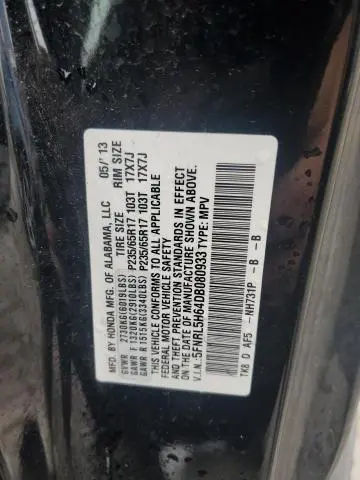 MFD. BY HONDA MFG. OF ALABAMA, LLC 05/'13
TIRE SIZE RIM SIZE
GVWR 2730KG(6019LBS)
GAWR F 1320KG(2910LBS) P235/65R17 103T 17X7J
GAWR R 1515KG(3340LBS) P235/65R17 103T 17X7J
THIS VEHICLE CONFORMS TO ALL APPLICABLE
FEDERAL MOTOR VEHICLE SAFETY
AND THEFT PREVENTION STANDARDS IN EFFECT
ON THE DATE OF MANUFACTURE SHOWN ABOVE.
V.I.N.:5FNRL5H64DB080933 TYPE: MPV
TK8 D AF5 -NH731P -B -B